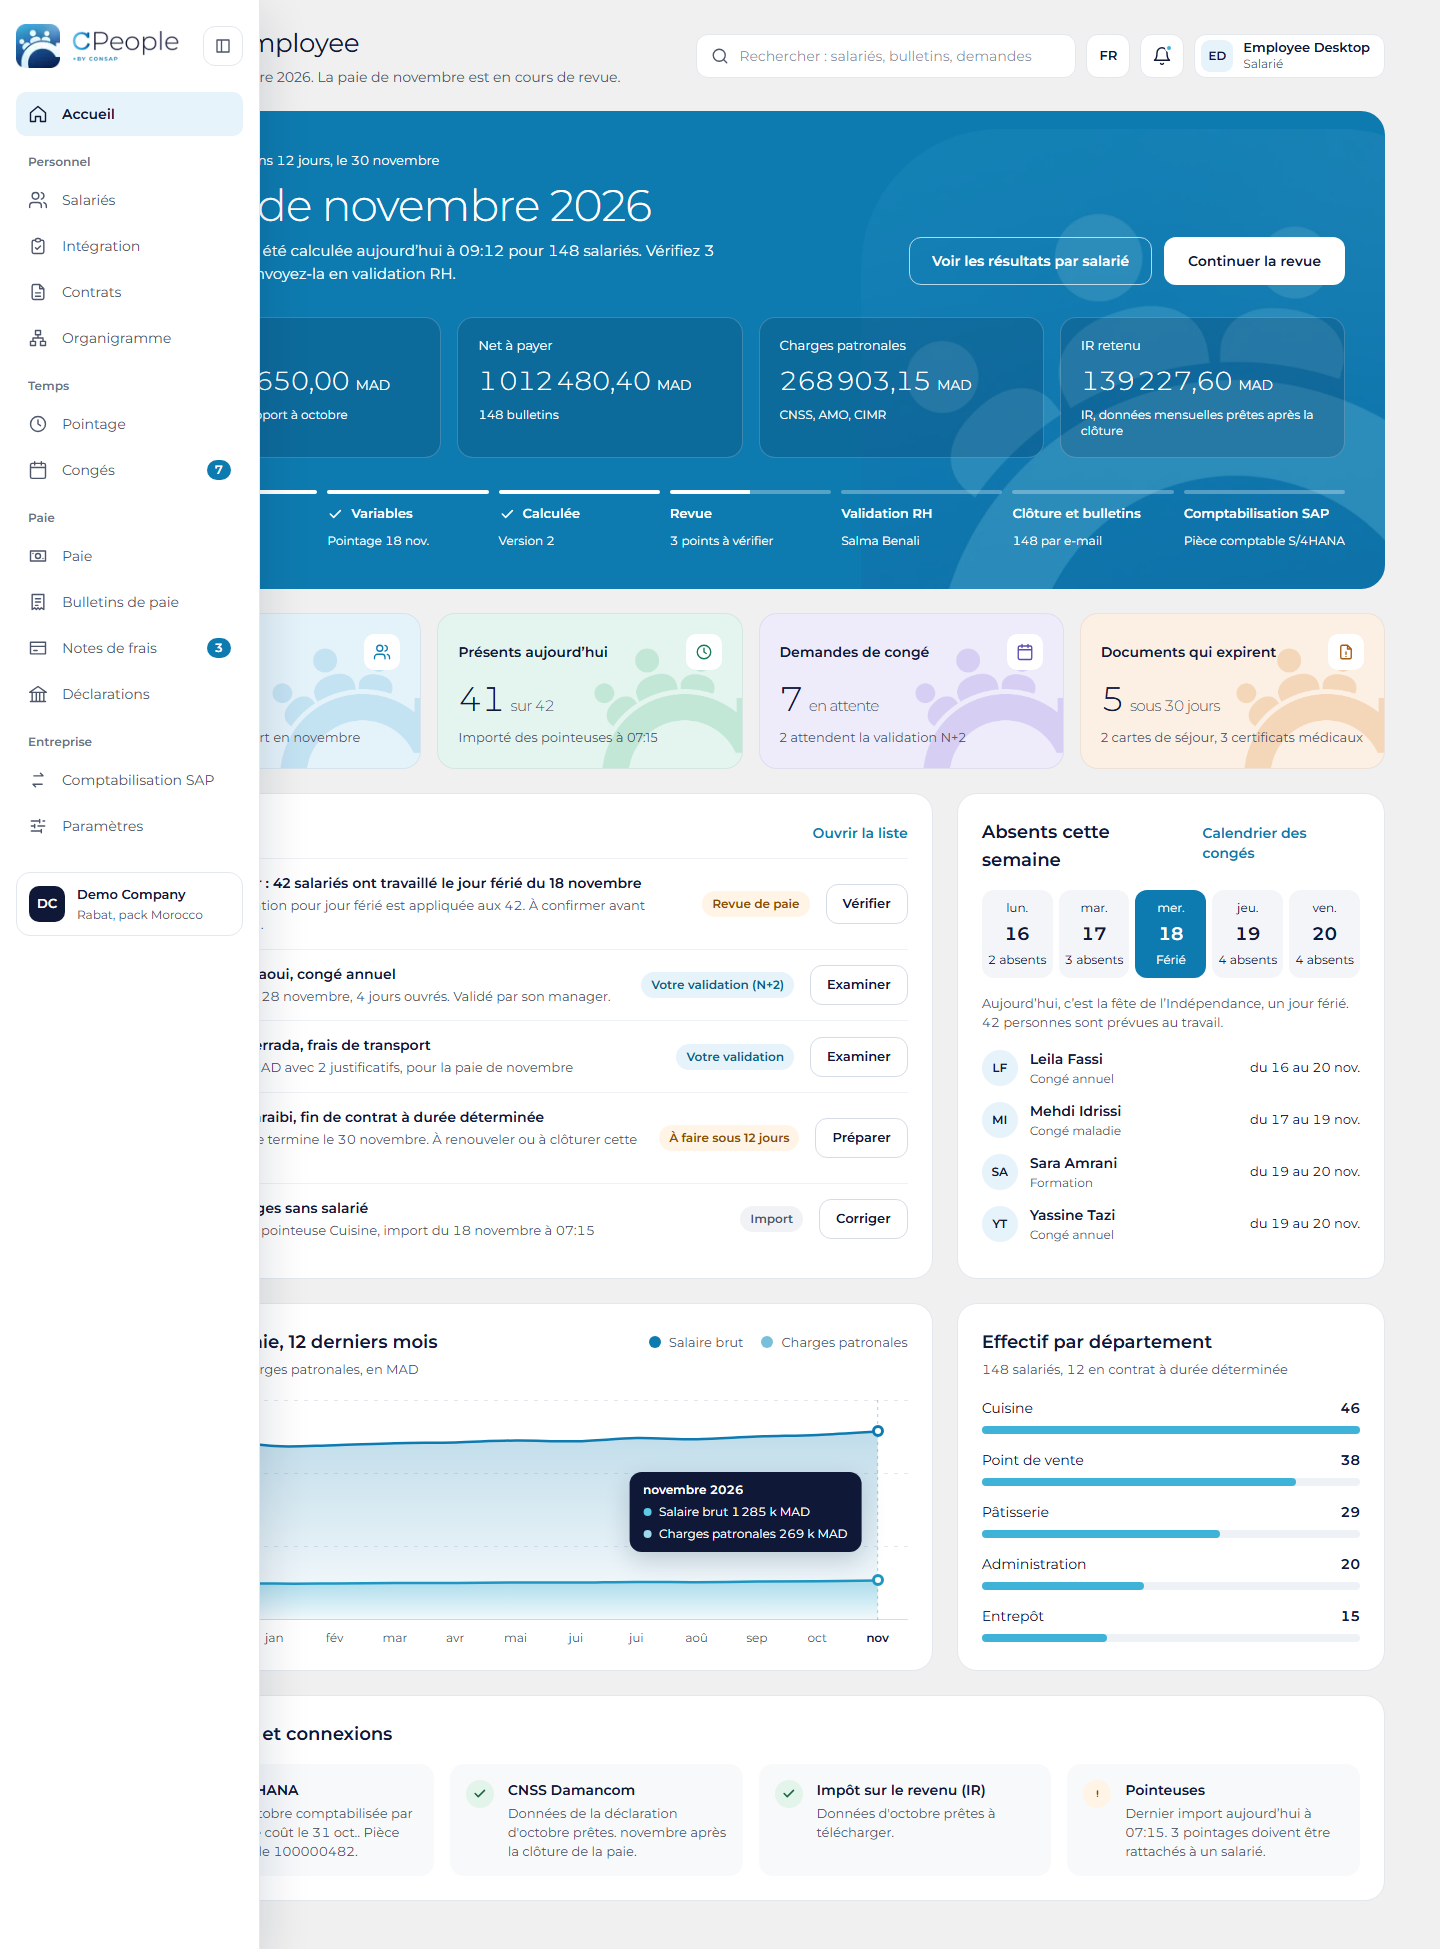 CPeople
+BY CONSAP
Accueil
Personnel
Salariés
Intégration
Contrats
Organigramme
Temps
Pointage
Congés 7
Paie
Paie
Bulletins de paie
Notes de frais 3
Déclarations
Entreprise
Comptabilisation SAP
Paramètres
DC Demo Company
Rabat, pack Morocco
mployee
re 2026. La paie de novembre est en cours de revue.
Rechercher : salariés, bulletins, demandes
FR
ED Employee Desktop
Salarié
ns 12 jours, le 30 novembre
de novembre 2026
été calculée aujourd’hui à 09:12 pour 148 salariés. Vérifiez 3
nvoyez-la en validation RH.
Voir les résultats par salarié
Continuer la revue
650,00 MAD
pport à octobre
Net à payer
1 012 480,40 MAD
148 bulletins
Charges patronales
268 903,15 MAD
CNSS, AMO, CIMR
IR retenu
139 227,60 MAD
IR, données mensuelles prêtes après la
clôture
Variables
Pointage 18 nov.
Calculée
Version 2
Revue
3 points à vérifier
Validation RH
Salma Benali
Clôture et bulletins
148 par e-mail
Comptabilisation SAP
Pièce comptable S/4HANA
rt en novembre
Présents aujourd’hui
41 sur 42
Importé des pointeuses à 07:15
Demandes de congé
7 en attente
2 attendent la validation N+2
Documents qui expirent
5 sous 30 jours
2 cartes de séjour, 3 certificats médicaux
Ouvrir la liste
r : 42 salariés ont travaillé le jour férié du 18 novembre
tion pour jour férié est appliquée aux 42. À confirmer avant
.
Revue de paie
Vérifier
aoui, congé annuel
28 novembre, 4 jours ouvrés. Validé par son manager.
Votre validation (N+2)
Examiner
errada, frais de transport
AD avec 2 justificatifs, pour la paie de novembre
Votre validation
Examiner
araibi, fin de contrat à durée déterminée
e termine le 30 novembre. À renouveler ou à clôturer cette
À faire sous 12 jours
Préparer
ges sans salarié
pointeuse Cuisine, import du 18 novembre à 07:15
Import
Corriger
Absents cette
semaine
Calendrier des
congés
lun. mar. mer. jeu. ven.
16 17 18 19 20
2 absents 3 absents Férié 4 absents 4 absents
Aujourd’hui, c’est la fête de l’Indépendance, un jour férié.
42 personnes sont prévues au travail.
LF Leila Fassi
Congé annuel
du 16 au 20 nov.
MI Mehdi Idrissi
Congé maladie
du 17 au 19 nov.
SA Sara Amrani
Formation
du 19 au 20 nov.
YT Yassine Tazi
Congé annuel
du 19 au 20 nov.
aie, 12 derniers mois
rges patronales, en MAD
Salaire brut Charges patronales
novembre 2026
Salaire brut 1 285 k MAD
Charges patronales 269 k MAD
jan fév mar avr mai jui jui aoû sep oct nov
Effectif par département
148 salariés, 12 en contrat à durée déterminée
Cuisine 46
Point de vente 38
Pâtisserie 29
Administration 20
Entrepôt 15
et connexions
HANA
tobre comptabilisée par
coût le 31 oct.. Pièce
le 100000482.
CNSS Damancom
Données de la déclaration
d’octobre prêtes. novembre après
la clôture de la paie.
Impôt sur le revenu (IR)
Données d’octobre prêtes à
télécharger.
Pointeuses
Dernier import aujourd’hui à
07:15. 3 pointages doivent être
rattachés à un salarié.